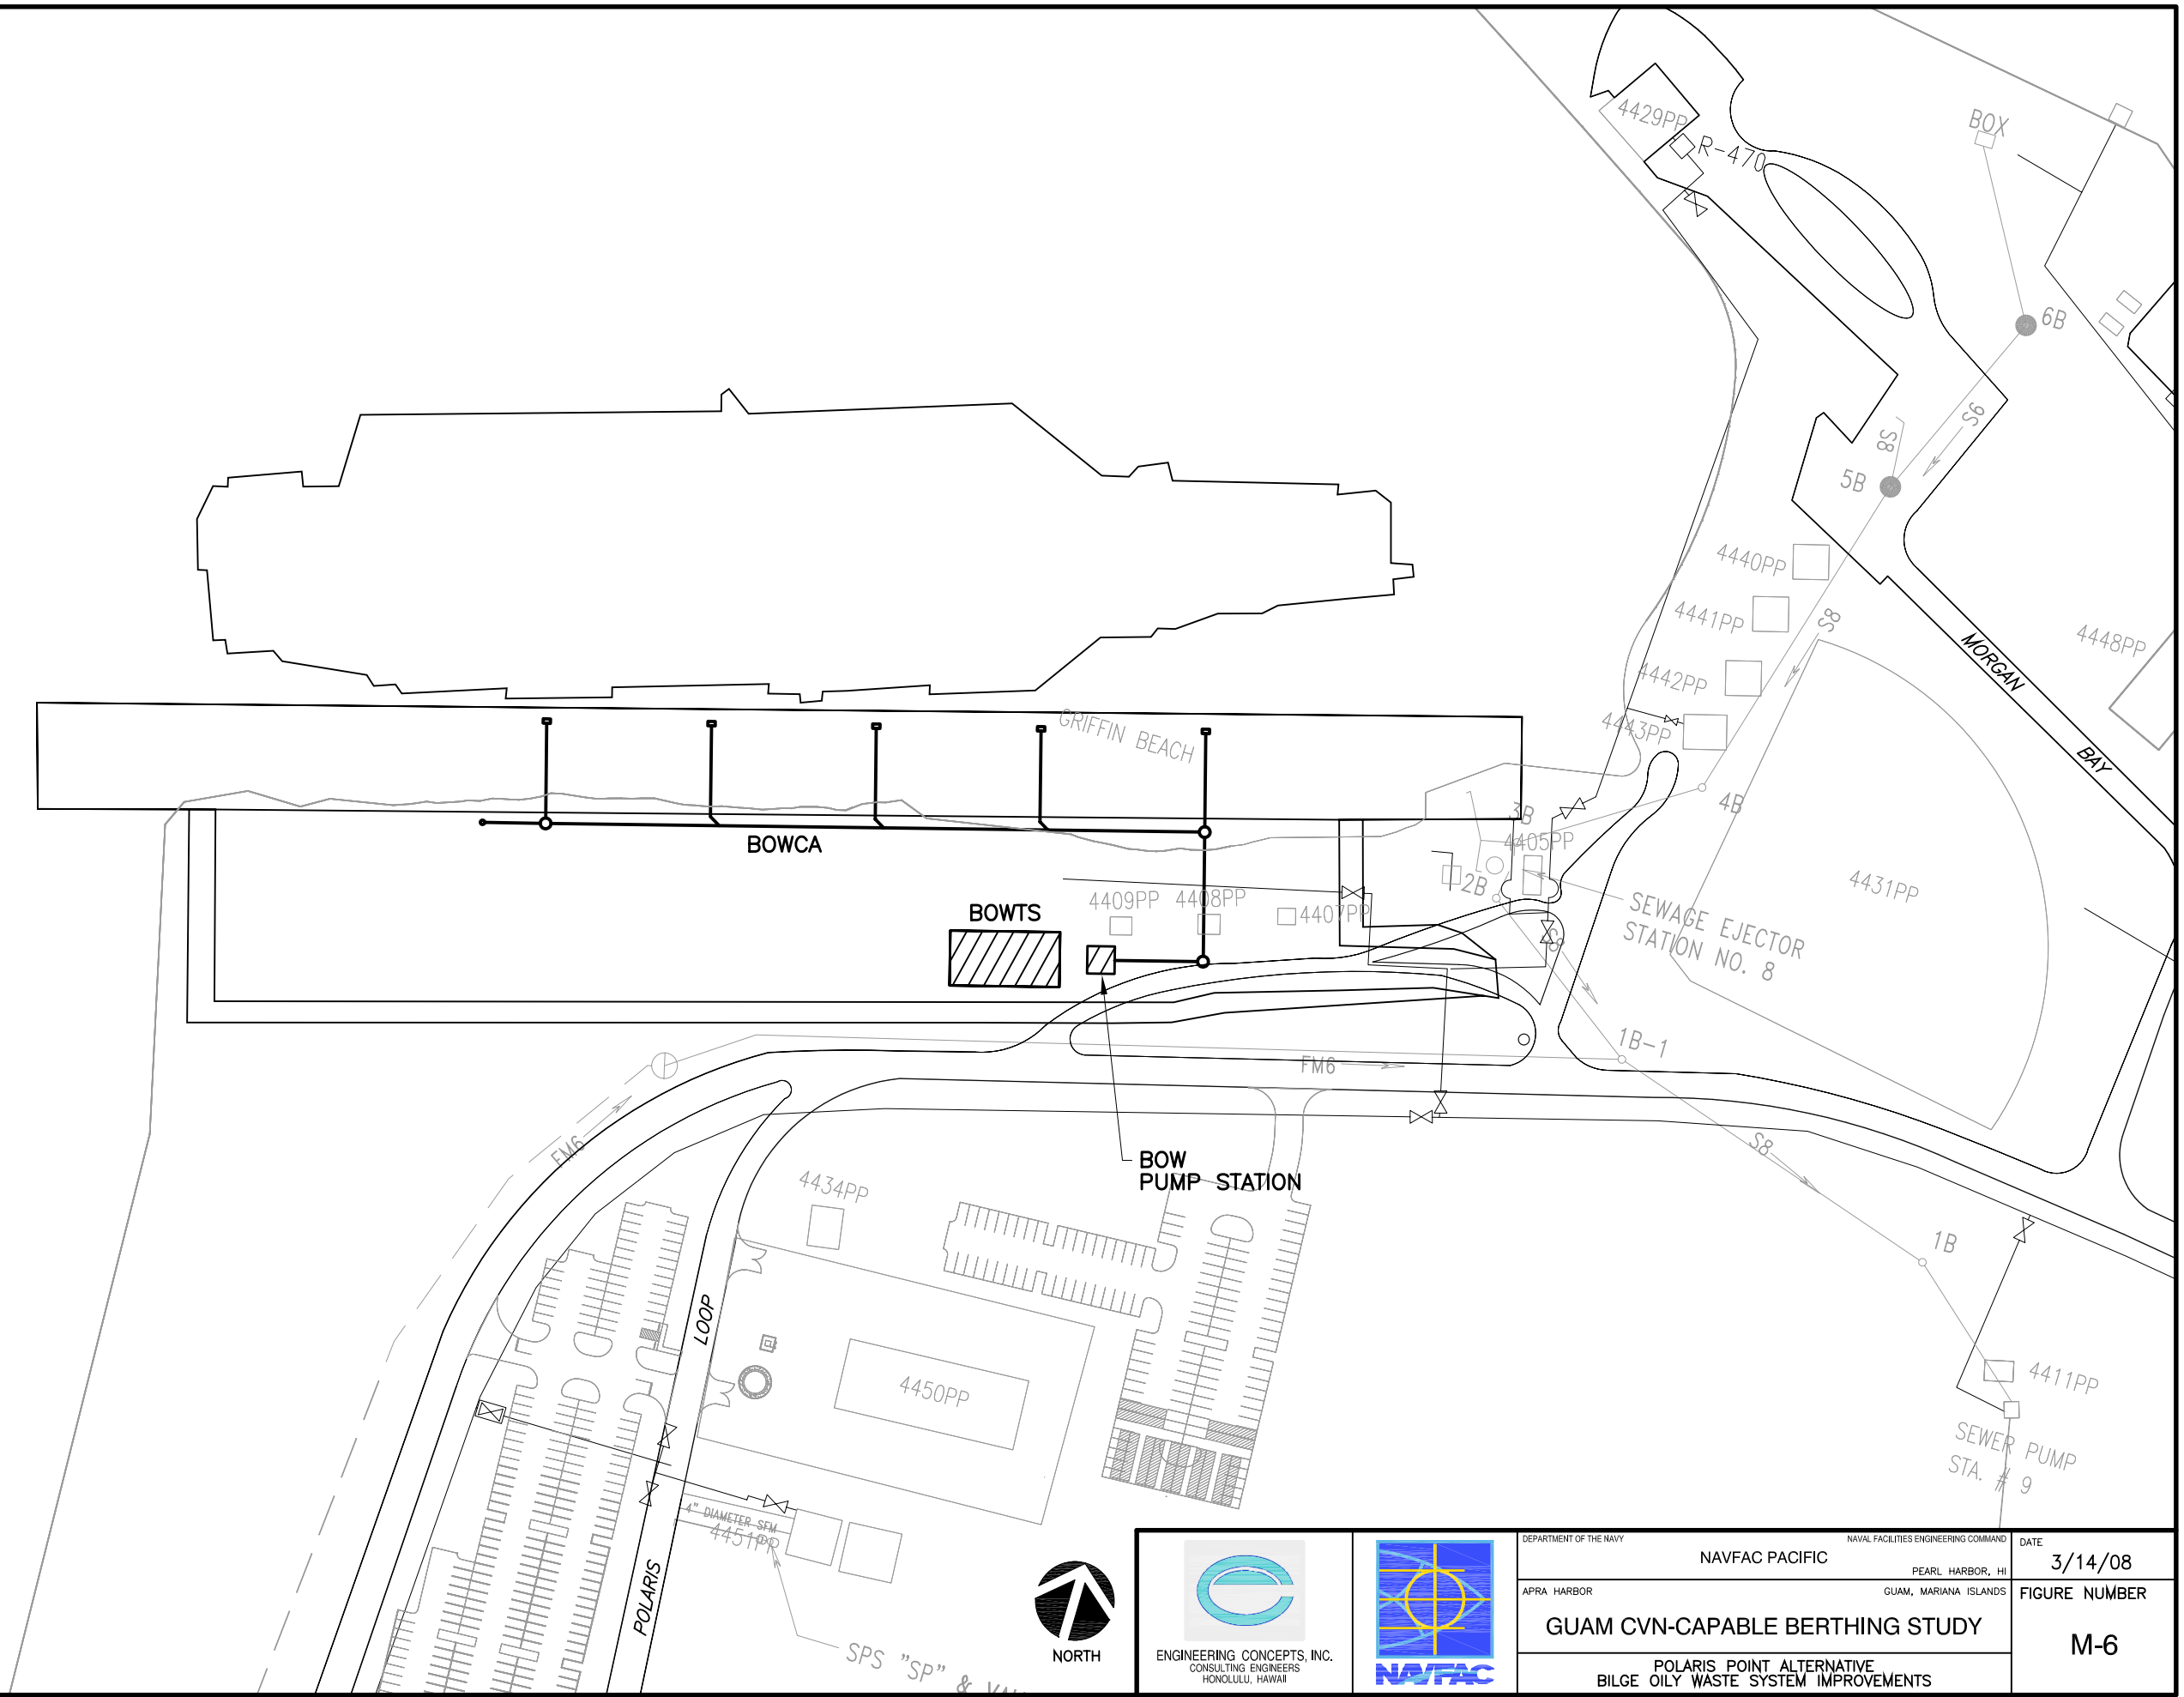 4429PP
R-470
BOX
6B
S6
S8
5B
4440PP
4441PP
S8
4442PP
4448PP
MORGAN
BAY
4443PP
GRIFFIN BEACH
4B
3B
4405PP
BOWCA
2B
4431PP
4409PP
4408PP
4407PP
BOWTS
SEWAGE EJECTOR
STATION NO. 8
S8
1B-1
FM6
FM6
BOW
PUMP STATION
S8
4434PP
1B
LOOP
4450PP
4411PP
SEWER PUMP
STA. # 9
4" DIAMETER SFM
4451PP
POLARIS
SPS "SP" &
NORTH
ENGINEERING CONCEPTS, INC.
CONSULTING ENGINEERS
HONOLULU, HAWAII
NAVFAC
DEPARTMENT OF THE NAVY
NAVAL FACILITIES ENGINEERING COMMAND
NAVFAC PACIFIC
PEARL HARBOR, HI
APRA HARBOR
GUAM, MARIANA ISLANDS
GUAM CVN-CAPABLE BERTHING STUDY
POLARIS POINT ALTERNATIVE
BILGE OILY WASTE SYSTEM IMPROVEMENTS
DATE
3/14/08
FIGURE NUMBER
M-6